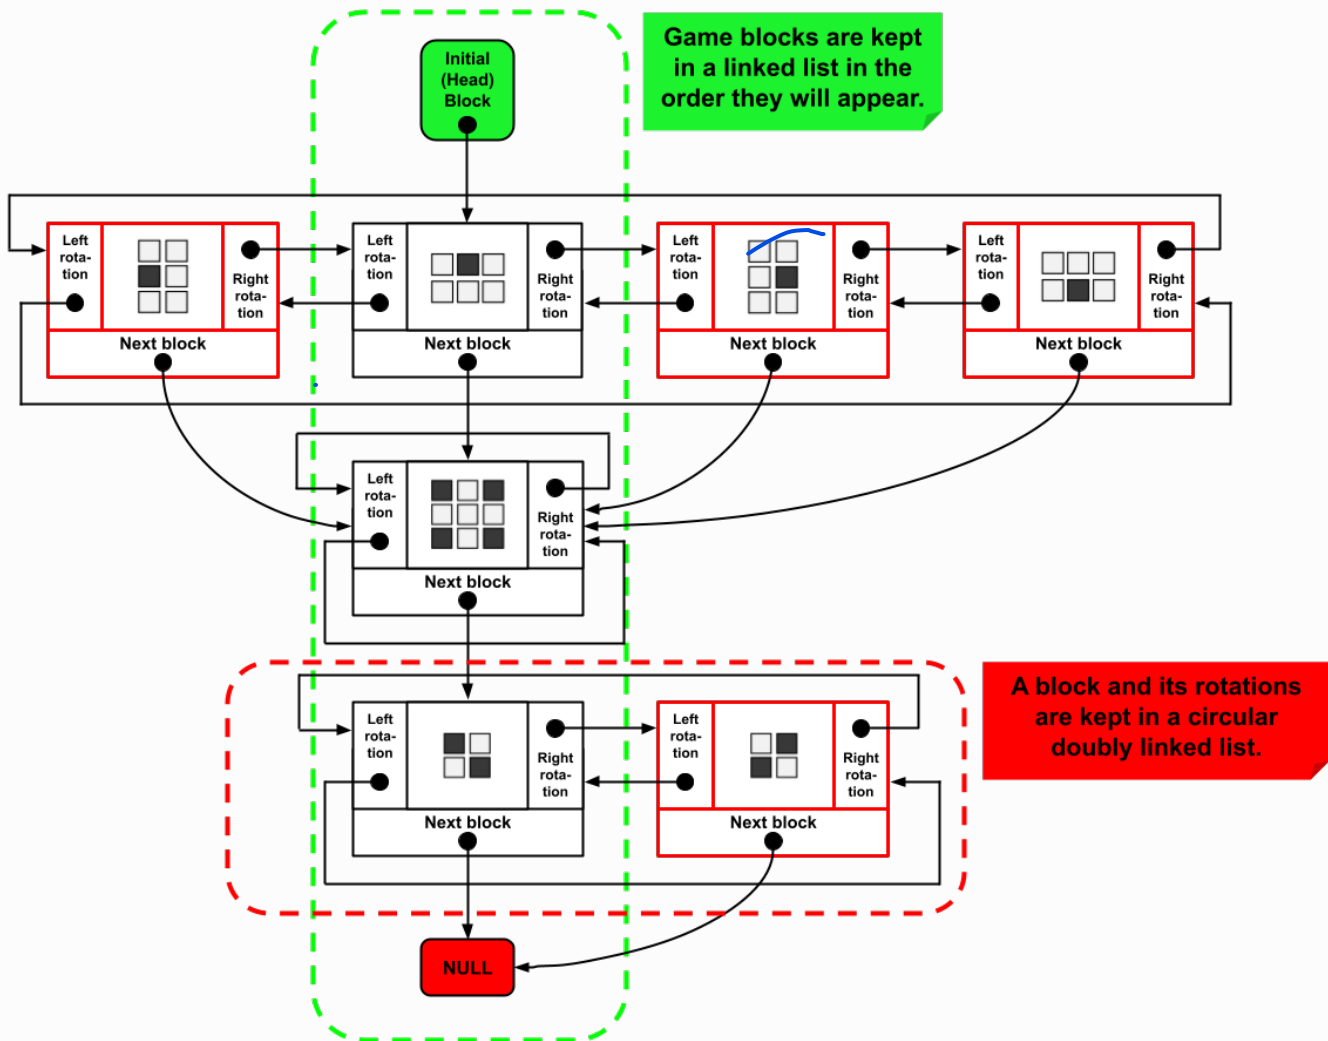 Initial
(Head)
Block
Game blocks are kept
in a linked list in the
order they will appear.
Left
rota-
tion
Right
rota-
tion
Next block
Left
rota-
tion
Right
rota-
tion
Next block
Left
rota-
tion
Right
rota-
tion
Next block
Left
rota-
tion
Right
rota-
tion
Next block
Left
rota-
tion
Right
rota-
tion
Next block
A block and its rotations
are kept in a circular
doubly linked list.
Left
rota-
tion
Right
rota-
tion
Next block
Left
rota-
tion
Right
rota-
tion
Next block
NULL